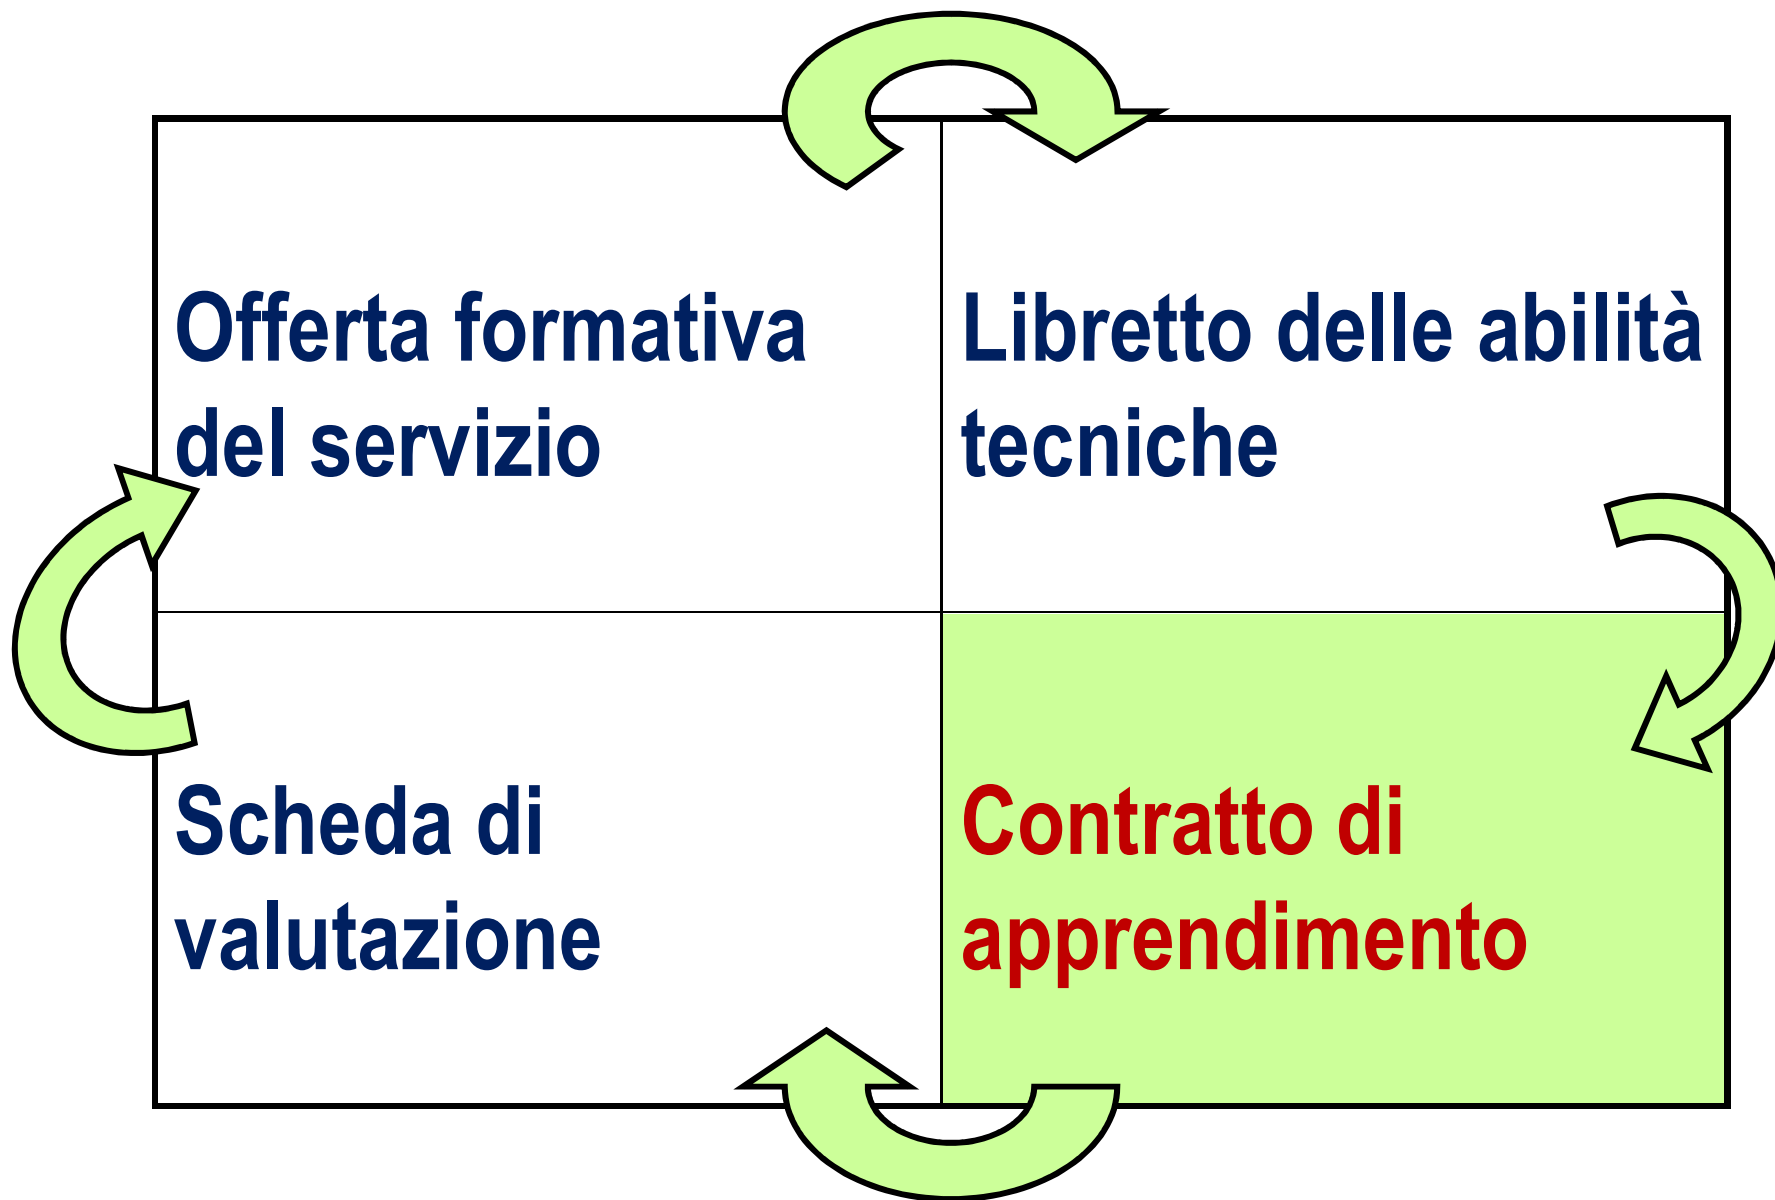 Offerta formativa
del servizio
Libretto delle abilità
tecniche
Scheda di
valutazione
Contratto di
apprendimento